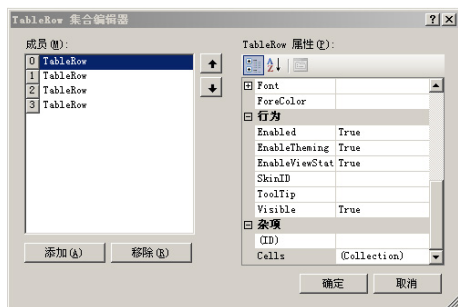 TableRow 集合编辑器
成员(M):
TableRow 属性(P):
0 TableRow
1 TableRow
2 TableRow
3 TableRow
Font
ForeColor
行为
Enabled True
EnableTheming True
EnableViewStat True
SkinID
ToolTip
Visible True
杂项
(ID)
Cells (Collection)
添加(A)
移除(R)
确定
取消